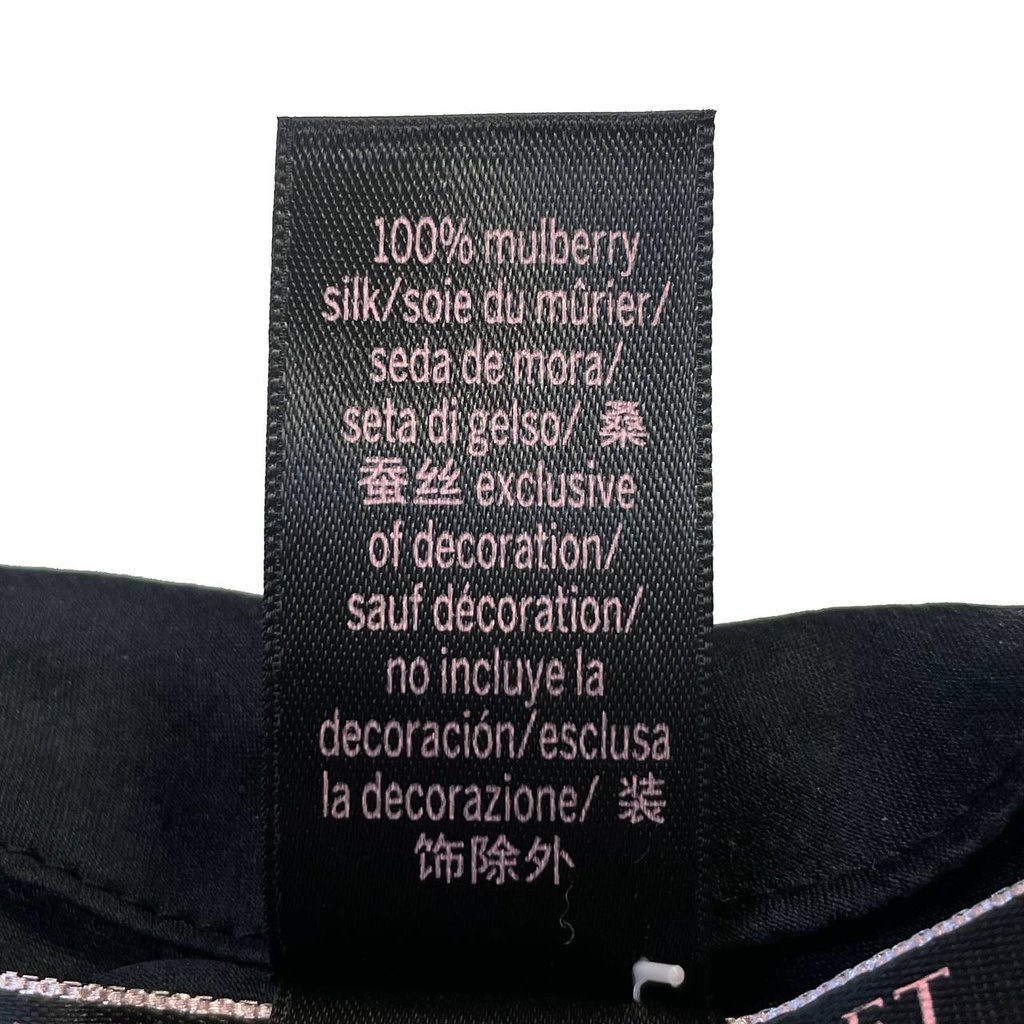 100% mulberry
silk/soie du mûrier/
seda de mora/
seta di gelso/ 桑
蚕丝 exclusive
of decoration/
sauf décoration/
no incluye la
decoración/esclusa
la decorazione/ 装
饰除外